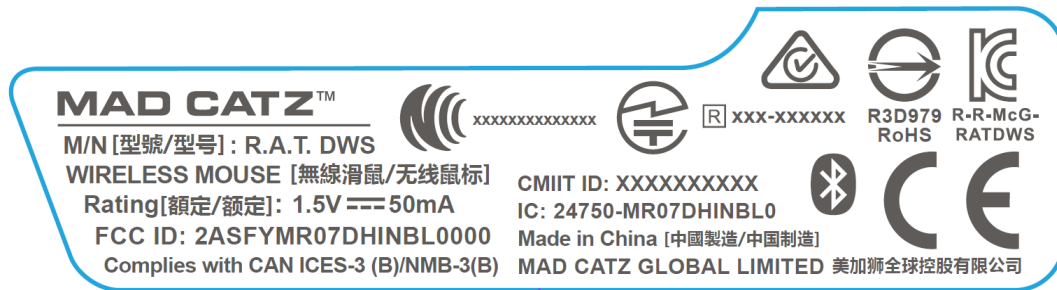 MAD CATZ™
M/N [型號/型号] : R.A.T. DWS
WIRELESS MOUSE [無線滑鼠/无线鼠标]
Rating[額定/额定]: 1.5V ⎓ 50mA
FCC ID: 2ASFYMR07DHINBL0000
Complies with CAN ICES-3 (B)/NMB-3(B)
xxxxxxxxxxxxxx
R xxx-xxxxxx
R3D979
RoHS
R-R-McG-
RATDWS
CMIIT ID: XXXXXXXXXX
IC: 24750-MR07DHINBL0
Made in China [中國製造/中国制造]
MAD CATZ GLOBAL LIMITED 美加狮全球控股有限公司
CE